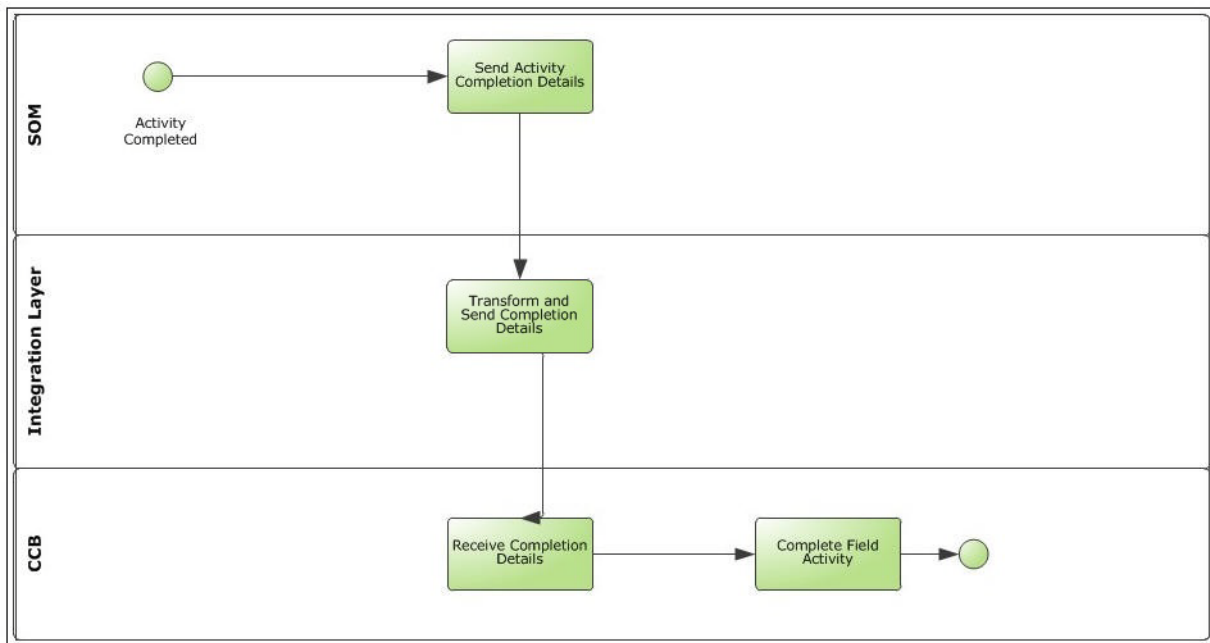 SOM
Activity
Completed
Send Activity
Completion Details
Integration Layer
Transform and
Send Completion
Details
CCB
Receive Completion
Details
Complete Field
Activity